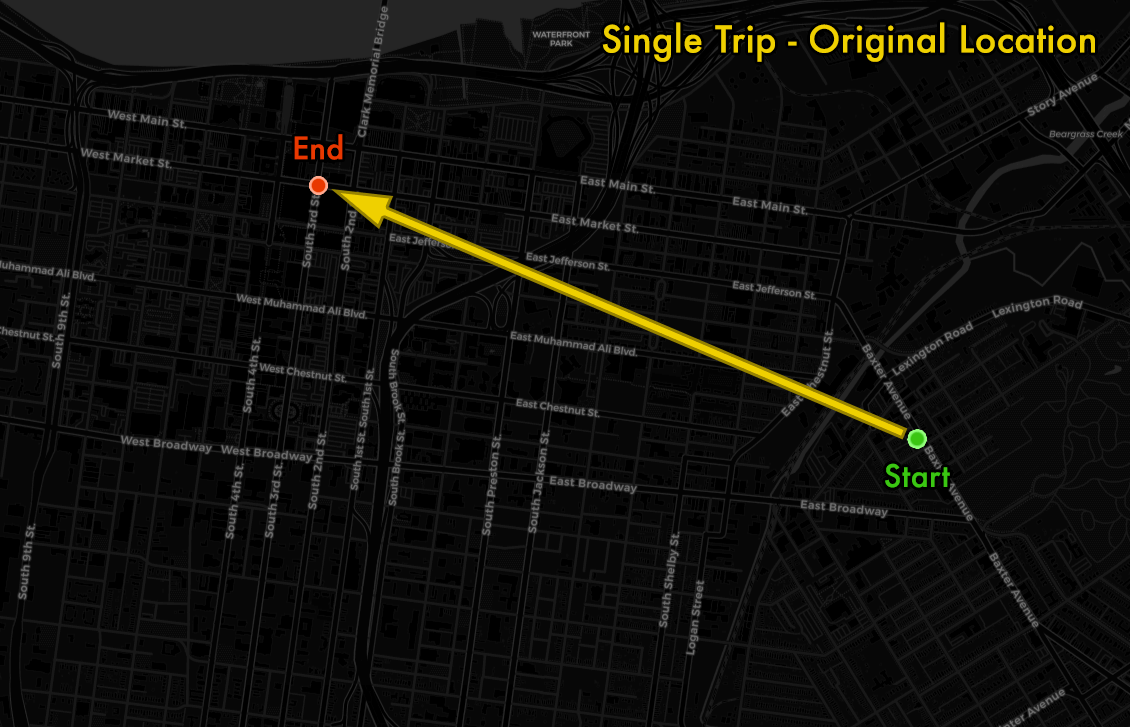 Single Trip - Original Location
WATERFRONT
PARK
Clark Memorial Bridge
Story Avenue
Beargrass Creek
West Main St.
West Market St.
End
East Main St.
East Main St.
East Market St.
South 3rd St.
South 2nd
East Jefferso
East Jefferson St.
East Jefferson St.
Muhammad Ali Blvd.
West Muhammad Ali Blvd.
East Muhammad Ali Blvd.
Lexington Road
Lexington Road
Chestnut St.
South 9th St.
South 4th St.
West Chestnut St.
South 1st St.
South Brook St.
East Chestnut St.
East Chestnut St.
Baxter Avenue
Start
West Broadway
West Broadway
South 4th St.
South 3rd St.
South 2nd St.
South 1st St.
South Brook St.
South Preston St.
South Jackson St.
East Broadway
East Broadway
Baxter Avenue
South 9th St.
South Shelby St.
Logan Street
Baxter Avenue
nter Avenue